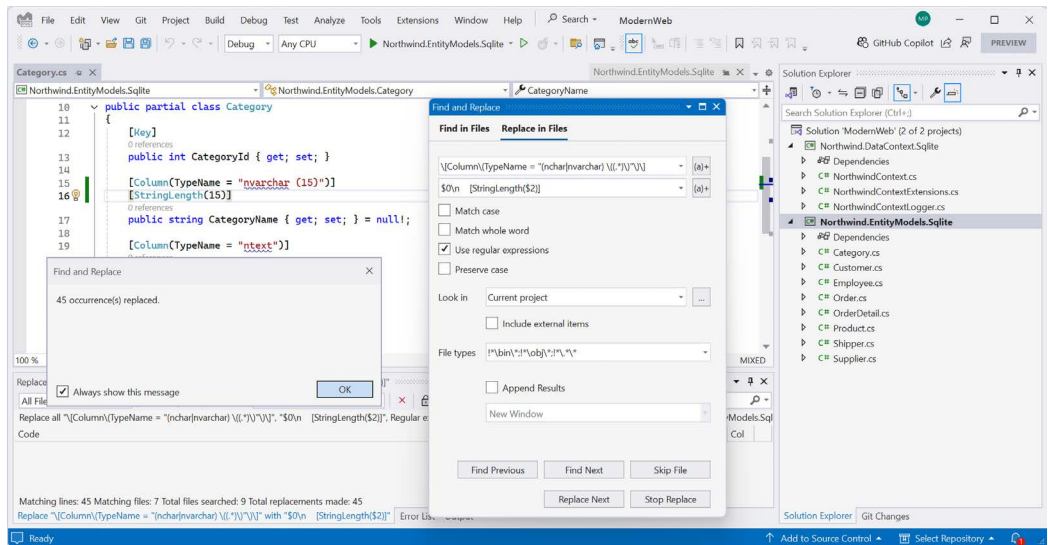 File Edit View Git Project Build Debug Test Analyze Tools Extensions Window Help Search ModernWeb MP
Debug Any CPU Northwind.EntityModels.Sqlite GitHub Copilot PREVIEW
Category.cs Northwind.EntityModels.Sqlite
Northwind.EntityModels.Sqlite Northwind.EntityModels.Category CategoryName
10 public partial class Category
11 {
12 [Key]
0 references
13 public int CategoryId { get; set; }
14
15 [Column(TypeName = "nvarchar (15)")]
16 [StringLength(15)]
0 references
17 public string CategoryName { get; set; } = null!;
18
19 [Column(TypeName = "ntext")]
100 % MIXED
Find and Replace
45 occurrence(s) replaced.
Always show this message
OK
Find and Replace
Find in Files Replace in Files
\[Column\(TypeName = "(nchar|nvarchar) \((.*)\)"\)\] (a)+
$0\n [StringLength($2)] (a)+
Match case
Match whole word
Use regular expressions
Preserve case
Look in Current project ...
Include external items
File types !*\bin\*;!*\obj\*;!*\.*\*
Append Results
New Window
Find Previous Find Next Skip File
Replace Next Stop Replace
Replace
All File
Replace all "\[Column\(TypeName = "(nchar|nvarchar) \((.*)\)"\)\]", "$0\n [StringLength($2)]", Regular e
Models.Sql
Code Col
Matching lines: 45 Matching files: 7 Total files searched: 9 Total replacements made: 45
Replace "\[Column\(TypeName = "(nchar|nvarchar) \((.*)\)"\)\]" with "$0\n [StringLength($2)]" Error List Output
Solution Explorer
Search Solution Explorer (Ctrl+;)
Solution 'ModernWeb' (2 of 2 projects)
Northwind.DataContext.Sqlite
Dependencies
C# NorthwindContext.cs
C# NorthwindContextExtensions.cs
C# NorthwindContextLogger.cs
Northwind.EntityModels.Sqlite
Dependencies
C# Category.cs
C# Customer.cs
C# Employee.cs
C# Order.cs
C# OrderDetail.cs
C# Product.cs
C# Shipper.cs
C# Supplier.cs
Solution Explorer Git Changes
Ready Add to Source Control Select Repository 1